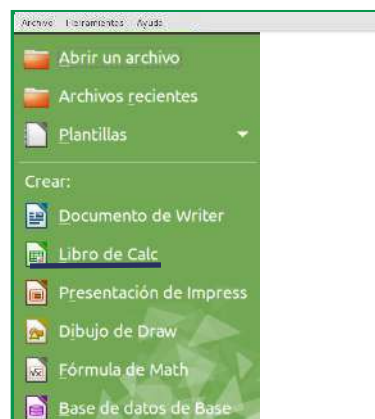 Archivo Herramientas Ayuda
Abrir un archivo
Archivos recientes
Plantillas
Crear:
Documento de Writer
Libro de Calc
Presentación de Impress
Dibujo de Draw
Fórmula de Math
Base de datos de Base